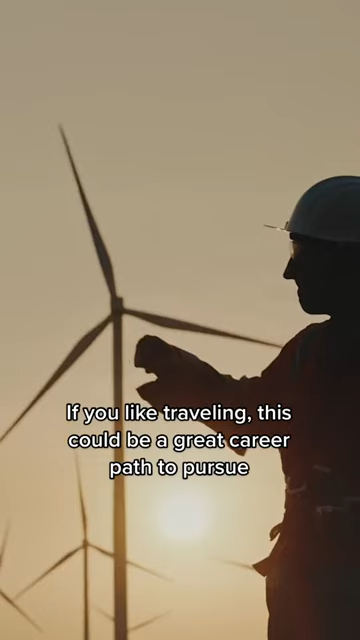 If you like traveling, this
could be a great career
path to pursue